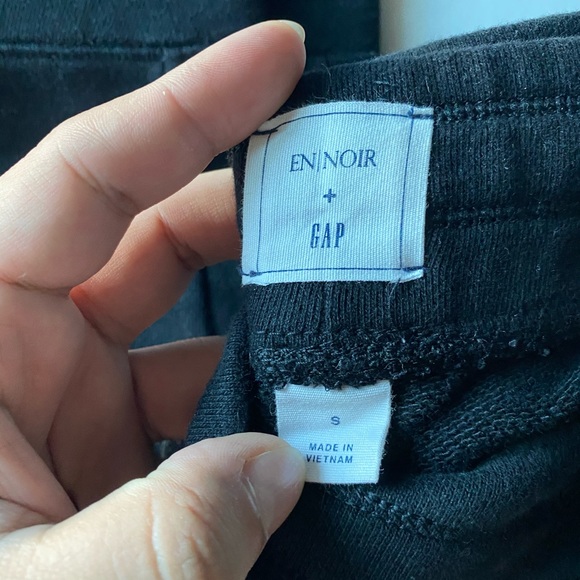 EN|NOIR
+
GAP
S
MADE IN
VIETNAM